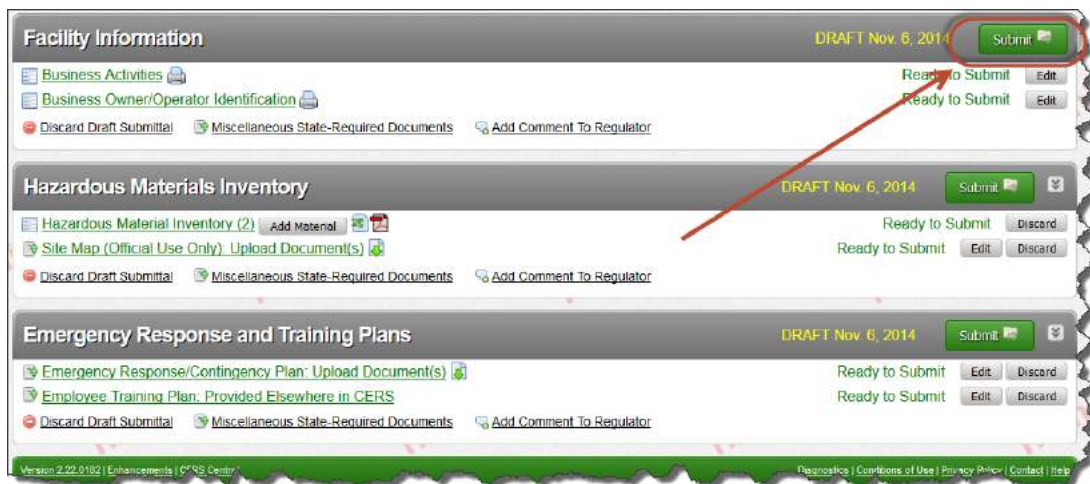 Facility Information DRAFT Nov. 6, 2014 Submit
Business Activities Ready to Submit Edit
Business Owner/Operator Identification Ready to Submit Edit
Discard Draft Submittal Miscellaneous State-Required Documents Add Comment To Regulator
Hazardous Materials Inventory DRAFT Nov. 6, 2014 Submit
Hazardous Material Inventory (2) Add Material Ready to Submit Discard
Site Map (Official Use Only): Upload Document(s) Ready to Submit Edit Discard
Discard Draft Submittal Miscellaneous State-Required Documents Add Comment To Regulator
Emergency Response and Training Plans DRAFT Nov. 6, 2014 Submit
Emergency Response/Contingency Plan: Upload Document(s) Ready to Submit Edit Discard
Employee Training Plan: Provided Elsewhere in CERS Ready to Submit Edit Discard
Discard Draft Submittal Miscellaneous State-Required Documents Add Comment To Regulator
Version 2.22.0182 | Enhancements | CERS Central Diagnostics | Conditions of Use | Privacy Policy | Contact | Help